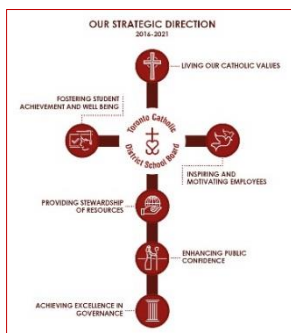 OUR STRATEGIC DIRECTION
2016-2021
LIVING OUR CATHOLIC VALUES
FOSTERING STUDENT
ACHIEVEMENT AND WELL BEING
Toronto Catholic
District School Board
INSPIRING AND
MOTIVATING EMPLOYEES
PROVIDING STEWARDSHIP
OF RESOURCES
ENHANCING PUBLIC
CONFIDENCE
ACHIEVING EXCELLENCE IN
GOVERNANCE